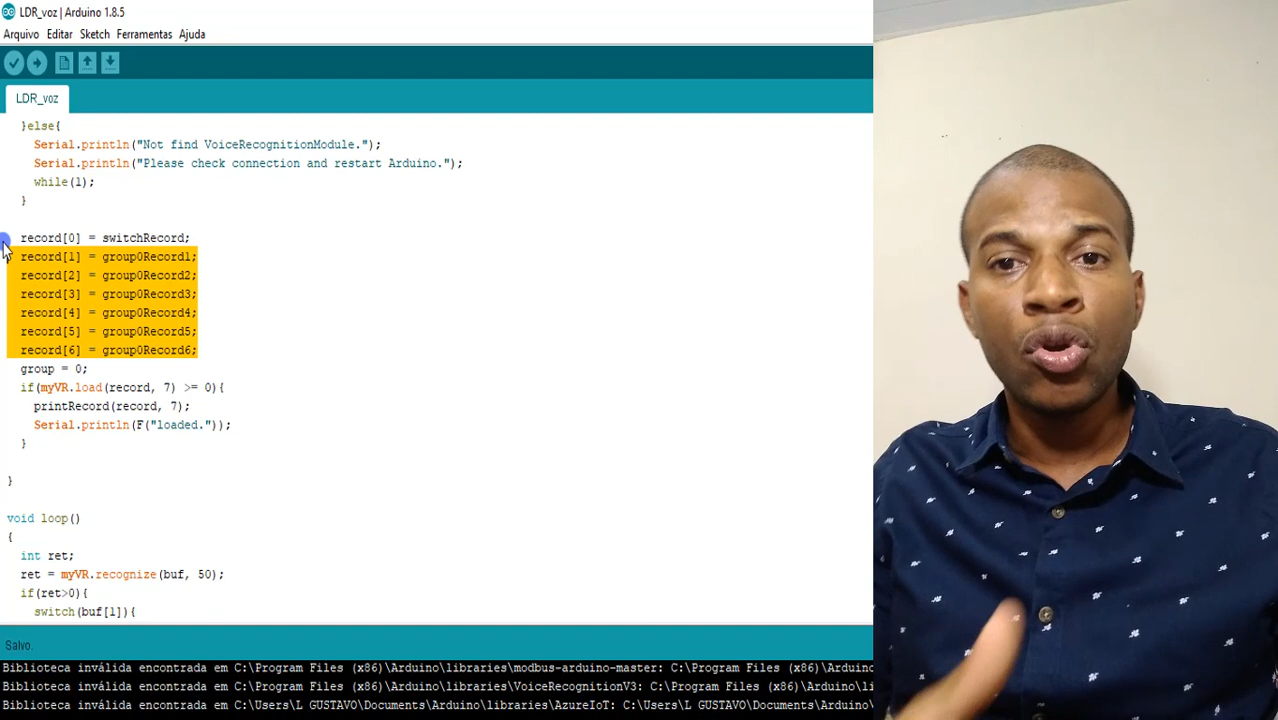 LDR_voz | Arduino 1.8.5
Arquivo Editar Sketch Ferramentas Ajuda
LDR_voz
}else{
Serial.println("Not find VoiceRecognitionModule.");
Serial.println("Please check connection and restart Arduino.");
while(1);
}
record[0] = switchRecord;
record[1] = group0Record1;
record[2] = group0Record2;
record[3] = group0Record3;
record[4] = group0Record4;
record[5] = group0Record5;
record[6] = group0Record6;
group = 0;
if(myVR.load(record, 7) >= 0){
printRecord(record, 7);
Serial.println(F("loaded."));
}
}
void loop()
{
int ret;
ret = myVR.recognize(buf, 50);
if(ret>0){
switch(buf[1]){
Salvo.
Biblioteca inválida encontrada em C:\Program Files (x86)\Arduino\libraries\modbus-arduino-master: C:\Program Files (x86)\Arduino
Biblioteca inválida encontrada em C:\Program Files (x86)\Arduino\libraries\VoiceRecognitionV3: C:\Program Files (x86)\Arduino\li
Biblioteca inválida encontrada em C:\Users\L GUSTAVO\Documents\Arduino\libraries\AzureIoT: C:\Users\L GUSTAVO\Documents\Arduino\